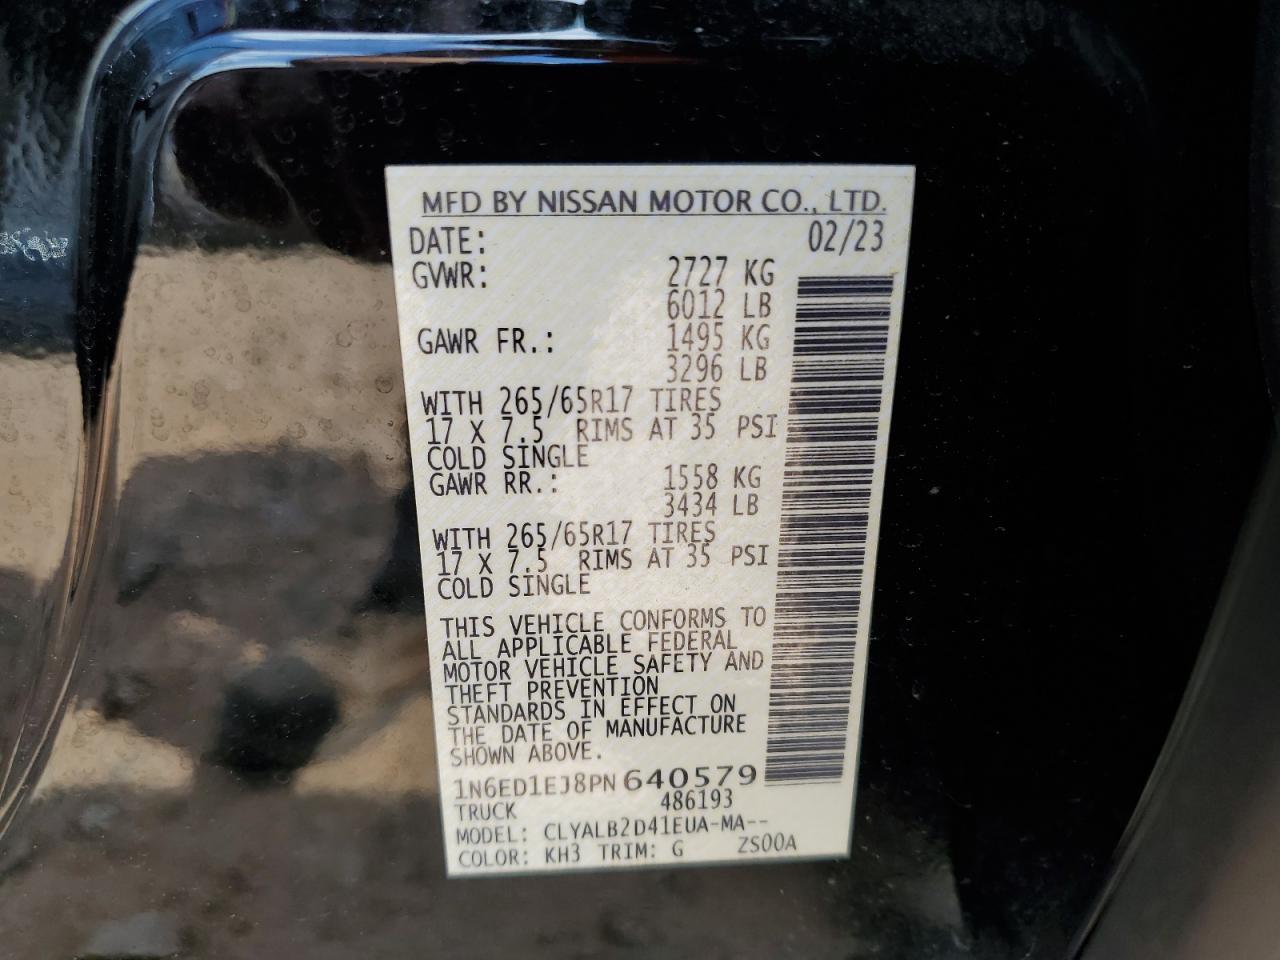 MFD BY NISSAN MOTOR CO., LTD.
DATE: 02/23
GVWR: 2727 KG
6012 LB
GAWR FR.: 1495 KG
3296 LB
WITH 265/65R17 TIRES
17 X 7.5 RIMS AT 35 PSI
COLD SINGLE
GAWR RR.: 1558 KG
3434 LB
WITH 265/65R17 TIRES
17 X 7.5 RIMS AT 35 PSI
COLD SINGLE
THIS VEHICLE CONFORMS TO
ALL APPLICABLE FEDERAL
MOTOR VEHICLE SAFETY AND
THEFT PREVENTION
STANDARDS IN EFFECT ON
THE DATE OF MANUFACTURE
SHOWN ABOVE.
1N6ED1EJ8PN 640579
TRUCK 486193
MODEL: CLYALB2D41EUA-MA--
COLOR: KH3 TRIM: G ZS00A